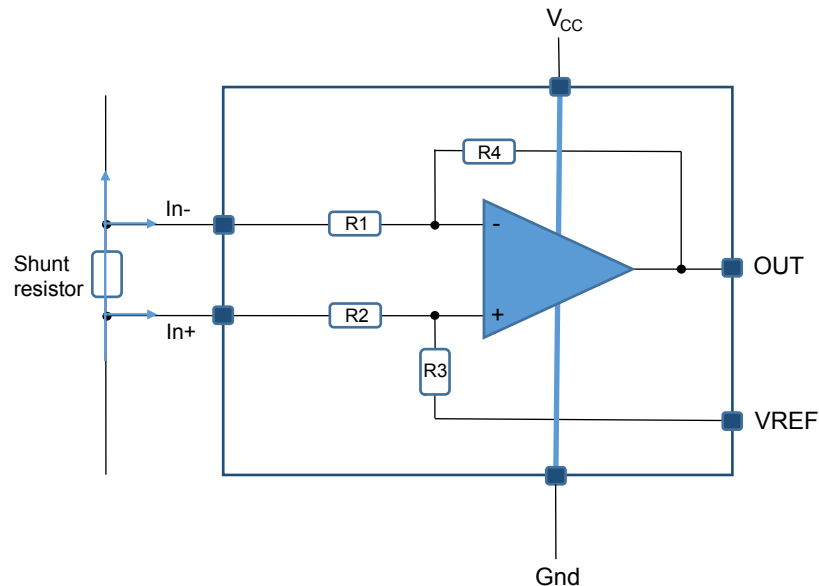 VCC
R4
In-
R1
-
Shunt
resistor
OUT
In+
R2
+
R3
VREF
Gnd